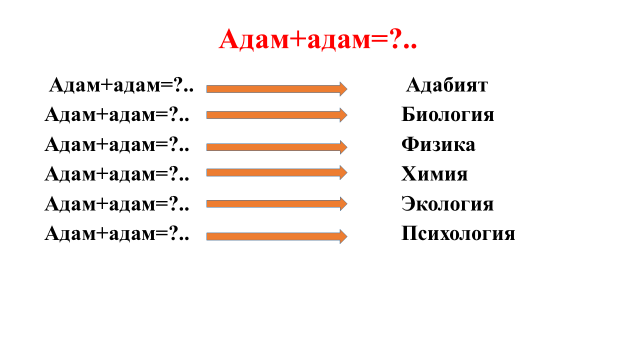 Адам+адам=?..
Адам+адам=?.. Адабият
Адам+адам=?.. Биология
Адам+адам=?.. Физика
Адам+адам=?.. Химия
Адам+адам=?.. Экология
Адам+адам=?.. Психология